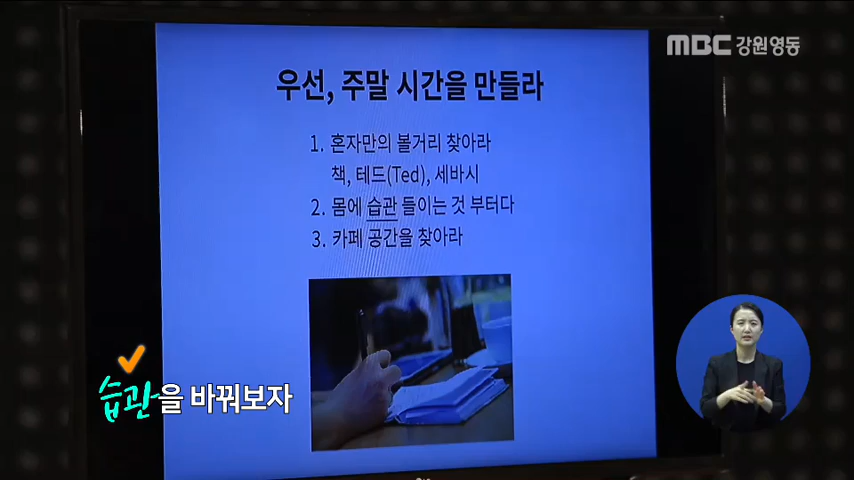 MBC 강원영동
우선, 주말 시간을 만들라
1. 혼자만의 볼거리 찾아라
책, 테드(Ted), 세바시
2. 몸에 습관 들이는 것 부터다
3. 카페 공간을 찾아라
습관을 바꿔보자